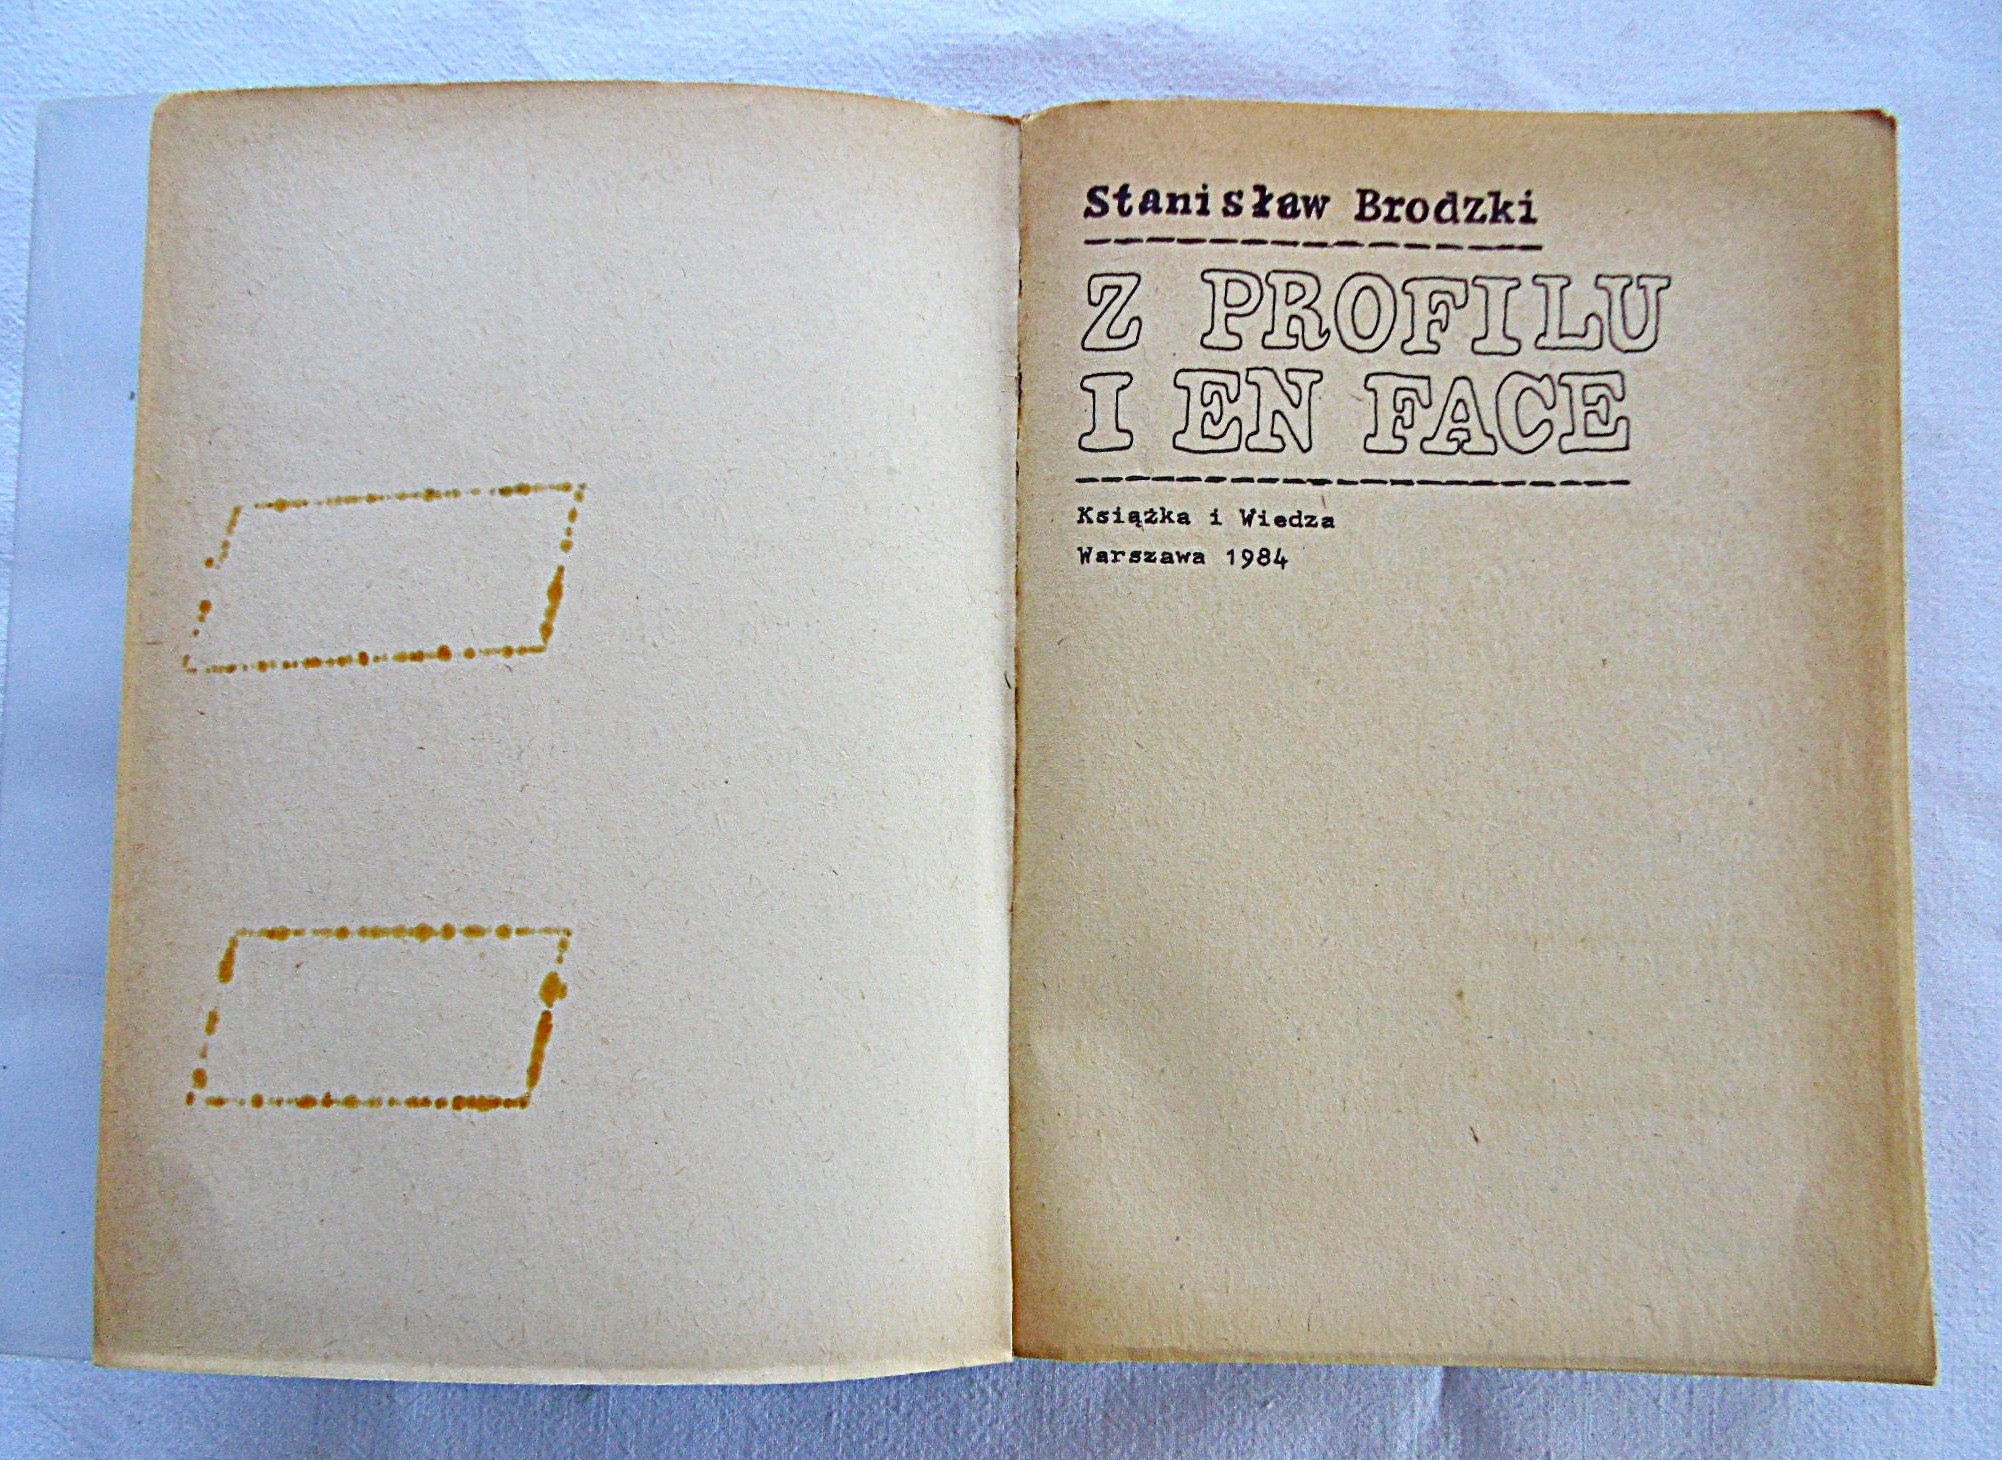 Stanisław Brodzki
Z PROFILU
I EN FACE
Książka i Wiedza
Warszawa 1984